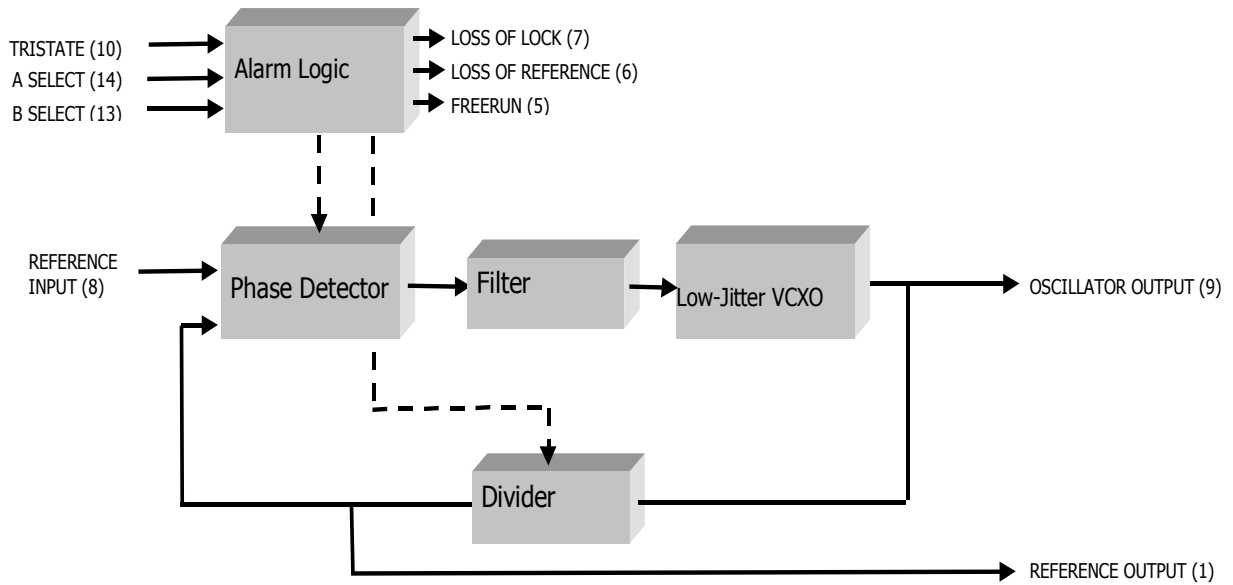 TRISTATE (10)
A SELECT (14)
B SELECT (13)
Alarm Logic
LOSS OF LOCK (7)
LOSS OF REFERENCE (6)
FREERUN (5)
REFERENCE
INPUT (8)
Phase Detector
Filter
Low-Jitter VCXO
OSCILLATOR OUTPUT (9)
Divider
REFERENCE OUTPUT (1)